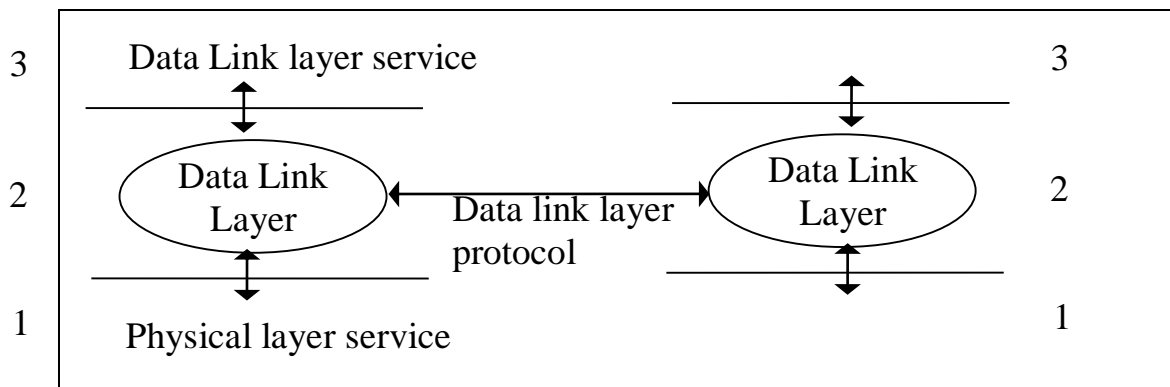 3
Data Link layer service
3
2
Data Link
Layer
Data link layer
protocol
Data Link
Layer
2
1
Physical layer service
1